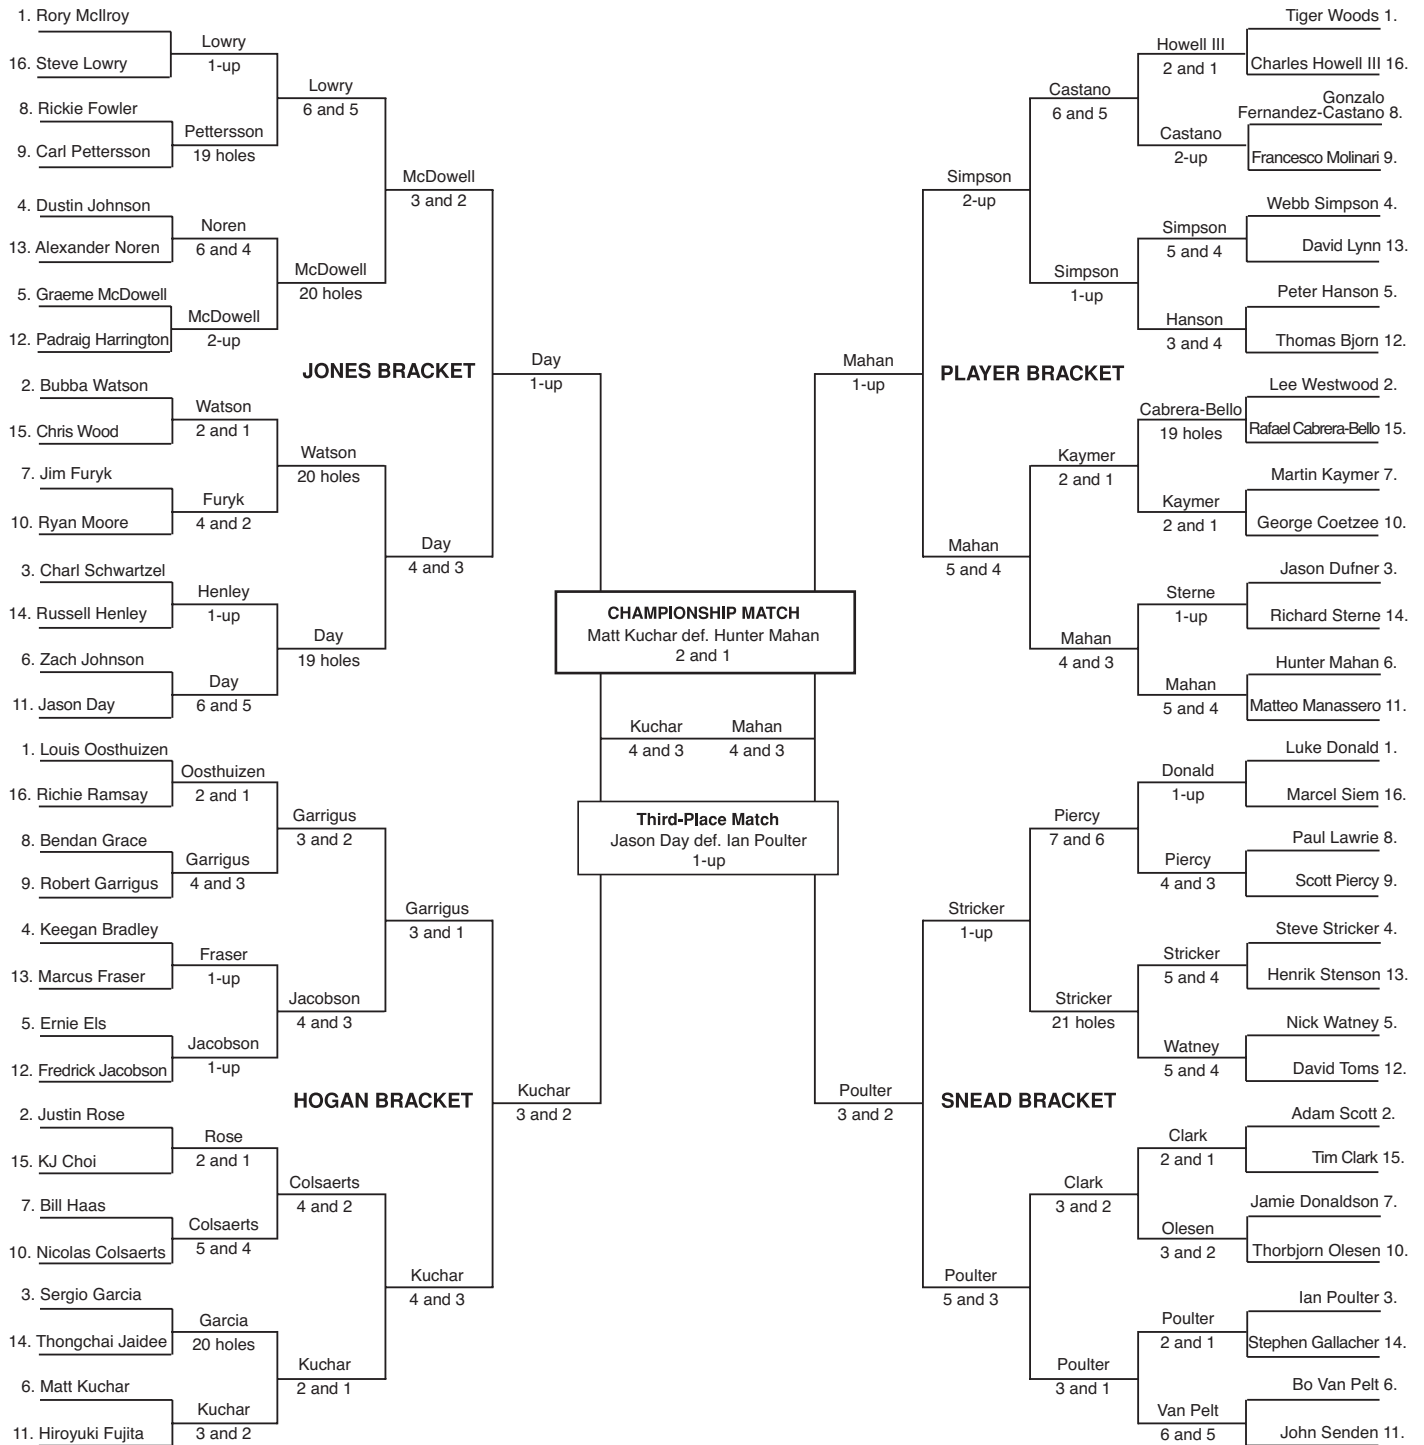 1. Rory McIlroy
Lowry
1-up
16. Steve Lowry
Lowry
6 and 5
8. Rickie Fowler
Pettersson
19 holes
9. Carl Pettersson
McDowell
3 and 2
4. Dustin Johnson
Noren
6 and 4
13. Alexander Noren
McDowell
20 holes
5. Graeme McDowell
McDowell
2-up
12. Padraig Harrington
JONES BRACKET
Day
1-up
2. Bubba Watson
Watson
2 and 1
15. Chris Wood
Watson
20 holes
7. Jim Furyk
Furyk
4 and 2
10. Ryan Moore
Day
4 and 3
3. Charl Schwartzel
Henley
1-up
14. Russell Henley
Day
19 holes
6. Zach Johnson
Day
6 and 5
11. Jason Day
1. Louis Oosthuizen
Oosthuizen
2 and 1
16. Richie Ramsay
Garrigus
3 and 2
8. Bendan Grace
Garrigus
4 and 3
9. Robert Garrigus
Garrigus
3 and 1
4. Keegan Bradley
Fraser
1-up
13. Marcus Fraser
Jacobson
4 and 3
5. Ernie Els
Jacobson
1-up
12. Fredrick Jacobson
HOGAN BRACKET
Kuchar
3 and 2
2. Justin Rose
Rose
2 and 1
15. KJ Choi
Colsaerts
4 and 2
7. Bill Haas
Colsaerts
5 and 4
10. Nicolas Colsaerts
Kuchar
4 and 3
3. Sergio Garcia
Garcia
20 holes
14. Thongchai Jaidee
Kuchar
2 and 1
6. Matt Kuchar
Kuchar
3 and 2
11. Hiroyuki Fujita
CHAMPIONSHIP MATCH
Matt Kuchar def. Hunter Mahan
2 and 1
Kuchar
4 and 3
Mahan
4 and 3
Third-Place Match
Jason Day def. Ian Poulter
1-up
Tiger Woods 1.
Howell III
2 and 1
Charles Howell III 16.
Castano
6 and 5
Gonzalo
Fernandez-Castano 8.
Castano
2-up
Francesco Molinari 9.
Simpson
2-up
Webb Simpson 4.
Simpson
5 and 4
David Lynn 13.
Simpson
1-up
Peter Hanson 5.
Hanson
3 and 4
Thomas Bjorn 12.
Mahan
1-up
PLAYER BRACKET
Lee Westwood 2.
Cabrera-Bello
19 holes
Rafael Cabrera-Bello 15.
Kaymer
2 and 1
Martin Kaymer 7.
Kaymer
2 and 1
George Coetzee 10.
Mahan
5 and 4
Jason Dufner 3.
Sterne
1-up
Richard Sterne 14.
Mahan
4 and 3
Hunter Mahan 6.
Mahan
5 and 4
Matteo Manassero 11.
Luke Donald 1.
Donald
1-up
Marcel Siem 16.
Piercy
7 and 6
Paul Lawrie 8.
Piercy
4 and 3
Scott Piercy 9.
Stricker
1-up
Steve Stricker 4.
Stricker
5 and 4
Henrik Stenson 13.
Stricker
21 holes
Nick Watney 5.
Watney
5 and 4
David Toms 12.
Poulter
3 and 2
SNEAD BRACKET
Adam Scott 2.
Clark
2 and 1
Tim Clark 15.
Clark
3 and 2
Jamie Donaldson 7.
Olesen
3 and 2
Thorbjorn Olesen 10.
Poulter
5 and 3
Ian Poulter 3.
Poulter
2 and 1
Stephen Gallacher 14.
Poulter
3 and 1
Bo Van Pelt 6.
Van Pelt
6 and 5
John Senden 11.